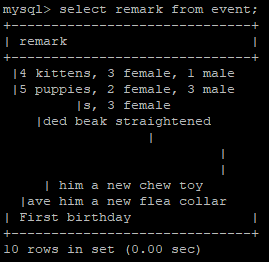 mysql> select remark from event;
+-----------------------------+
| remark                      |
+-----------------------------+
 |4 kittens, 3 female, 1 male
 |5 puppies, 2 female, 3 male
         |s, 3 female
    |ded beak straightened
                 |
                          |
                          |
     | him a new chew toy
  |ave him a new flea collar
| First birthday              |
+-----------------------------+
10 rows in set (0.00 sec)